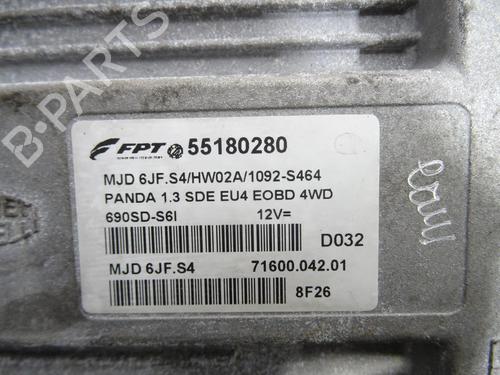 B-PARTS
FPT 55180280
MJD 6JF.S4/HW02A/1092-S464
PANDA 1.3 SDE EU4 EOBD 4WD
690SD-S6I 12V=
D032
MJD 6JF.S4 71600.042.01
8F26